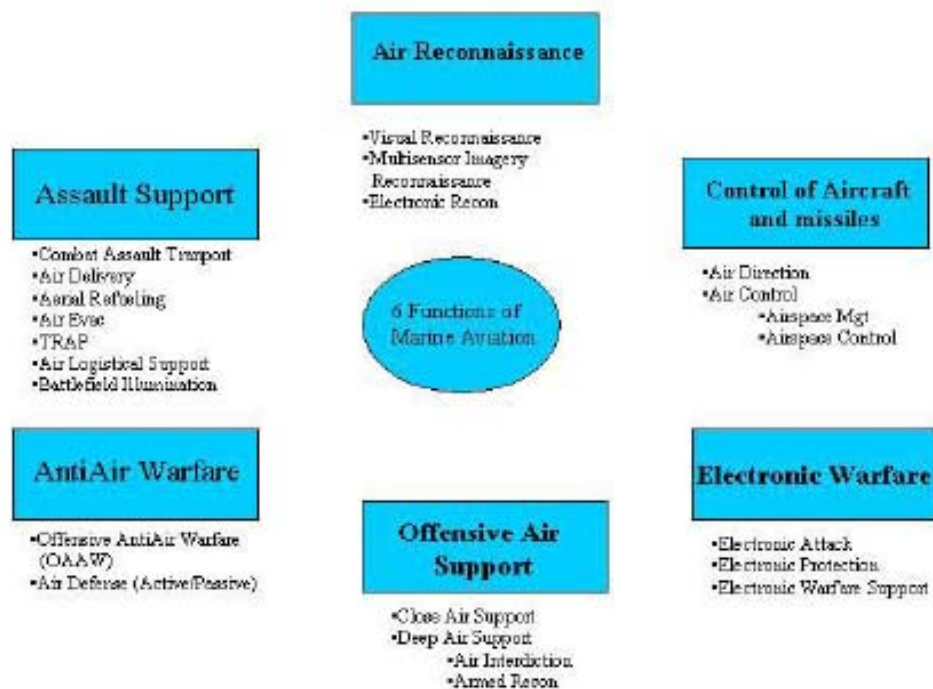 Air Reconnaissance
•Visual Reconnaissance
•Multisensor Imagery
Reconnaissance
•Electronic Recon
Assault Support
•Combat Assault Transport
•Air Delivery
•Aerial Refueling
•Air Evac
•TRAP
•Air Logistical Support
•Battlefield Illumination
Control of Aircraft
and missiles
•Air Direction
•Air Control
•Airspace Mgt
•Airspace Control
6 Functions of
Marine Aviation
AntiAir Warfare
•Offensive AntiAir Warfare
(OAAW)
•Air Defense (Active/Passive)
Offensive Air
Support
•Close Air Support
•Deep Air Support
•Air Interdiction
•Armed Recon
Electronic Warfare
•Electronic Attack
•Electronic Protection
•Electronic Warfare Support